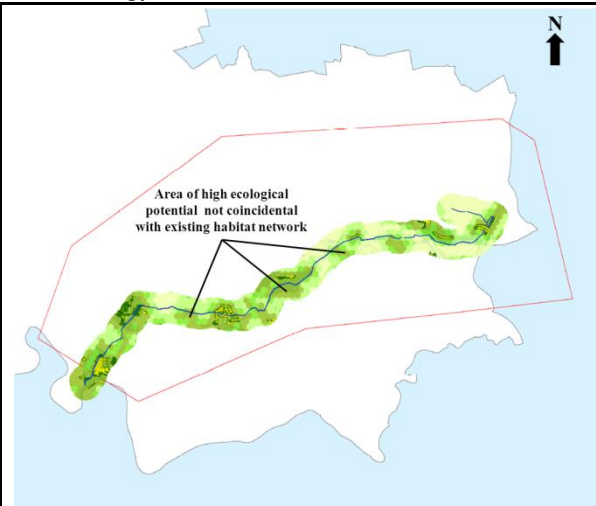 N
Area of high ecological
potential not coincidental
with existing habitat network